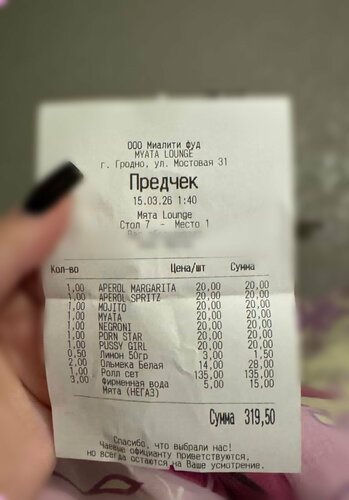 ООО Миалити фуд
MYATA LOUNGE
г. Гродно, ул. Мостовая 31
Предчек
15.03.26 1:40
Мята Lounge
Стол 7 - Место 1
Кол-во Цена/шт Сумма
1,00 APEROL MARGARITA 20,00 20,00
1,00 APEROL SPRITZ 20,00 20,00
1,00 MOJITO 20,00 20,00
1,00 MYATA 20,00 20,00
1,00 NEGRONI 20,00 20,00
1,00 PORN STAR 20,00 20,00
1,00 PUSSY GIRL 20,00 20,00
0,50 Лимон 50гр 3,00 1,50
2,00 Ольмека Белая 14,00 28,00
1,00 Ролл сет 135,00 135,00
3,00 Фирменная вода 5,00 15,00
Мята (НЕГАЗ)
Сумма 319,50
Спасибо, что выбрали нас!
Чаевые официанту приветствуются,
но всегда остаются на Ваше усмотрение.